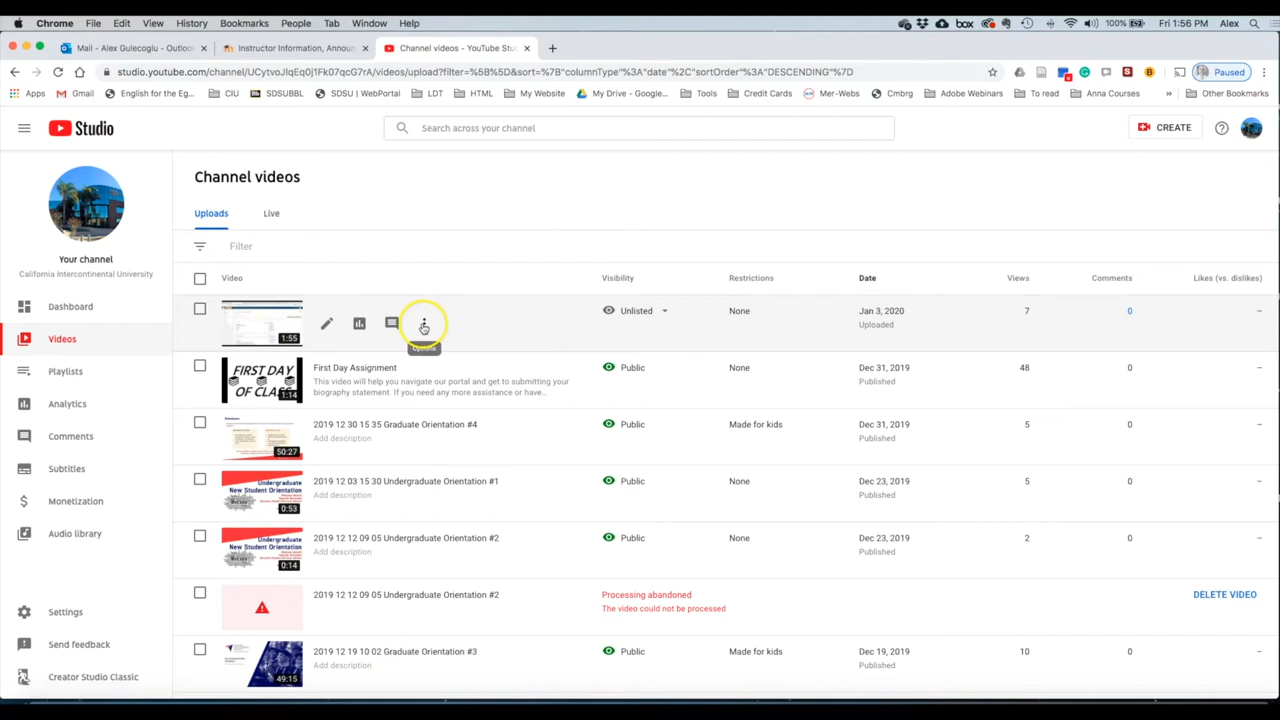 Chrome File Edit View History Bookmarks People Tab Window Help box 100% Fri 1:56 PM Alex
Mail - Alex Gulecoglu - Outloo
Instructor Information, Announ
Channel videos - YouTube Stu
studio.youtube.com/channel/UCytvoJIqEq0j1Fk07qcG7rA/videos/upload?filter=%5B%5D&sort=%7B"columnType"%3A"date"%2C"sortOrder"%3A"DESCENDING"%7D
Paused
Apps Gmail English for the Eg... CIU SDSUBBL SDSU | WebPortal LDT HTML My Website My Drive - Google... Tools Credit Cards Mer-Webs Cmbrg Adobe Webinars To read Anna Courses » Other Bookmarks
Studio
Search across your channel
CREATE
Your channel
California Intercontinental University
Dashboard
Videos
Playlists
Analytics
Comments
Subtitles
Monetization
Audio library
Settings
Send feedback
Creator Studio Classic
Channel videos
Uploads Live
Filter
Video Visibility Restrictions Date Views Comments Likes (vs. dislikes)
1:55
Options
Unlisted None Jan 3, 2020 7 0 –
Uploaded
FIRST DAY
OF CLASS
1:14
First Day Assignment Public None Dec 31, 2019 48 0 –
This video will help you navigate our portal and get to submitting your Published
biography statement. If you need any more assistance or have...
50:27
2019 12 30 15 35 Graduate Orientation #4 Public Made for kids Dec 31, 2019 5 0 –
Add description Published
Undergraduate
New Student Orientation
0:53
2019 12 03 15 30 Undergraduate Orientation #1 Public None Dec 23, 2019 5 0 –
Add description Published
Undergraduate
New Student Orientation
0:14
2019 12 12 09 05 Undergraduate Orientation #2 Public None Dec 23, 2019 2 0 –
Add description Published
2019 12 12 09 05 Undergraduate Orientation #2 Processing abandoned DELETE VIDEO
The video could not be processed
49:15
2019 12 19 10 02 Graduate Orientation #3 Public Made for kids Dec 19, 2019 10 0 –
Add description Published